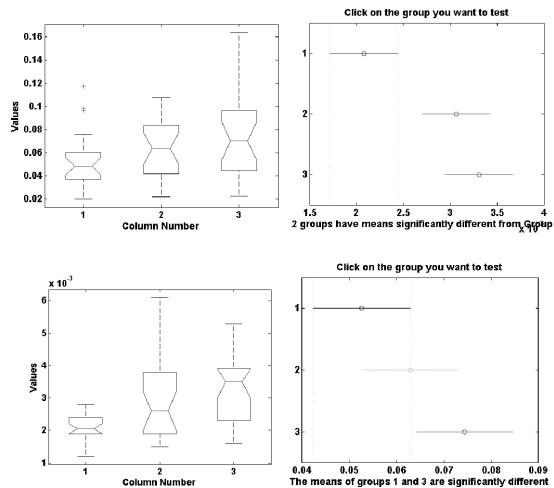 Click on the group you want to test
0.16
0.14
0.12
0.1
0.08
0.06
0.04
0.02
Values
1 2 3
Column Number
1
2
3
1.5 2 2.5 3 3.5 4
2 groups have means significantly different from Group
Click on the group you want to test
x 10⁻³
6
5
4
3
2
1
Values
1 2 3
Column Number
1
2
3
0.04 0.05 0.06 0.07 0.08 0.09
The means of groups 1 and 3 are significantly different